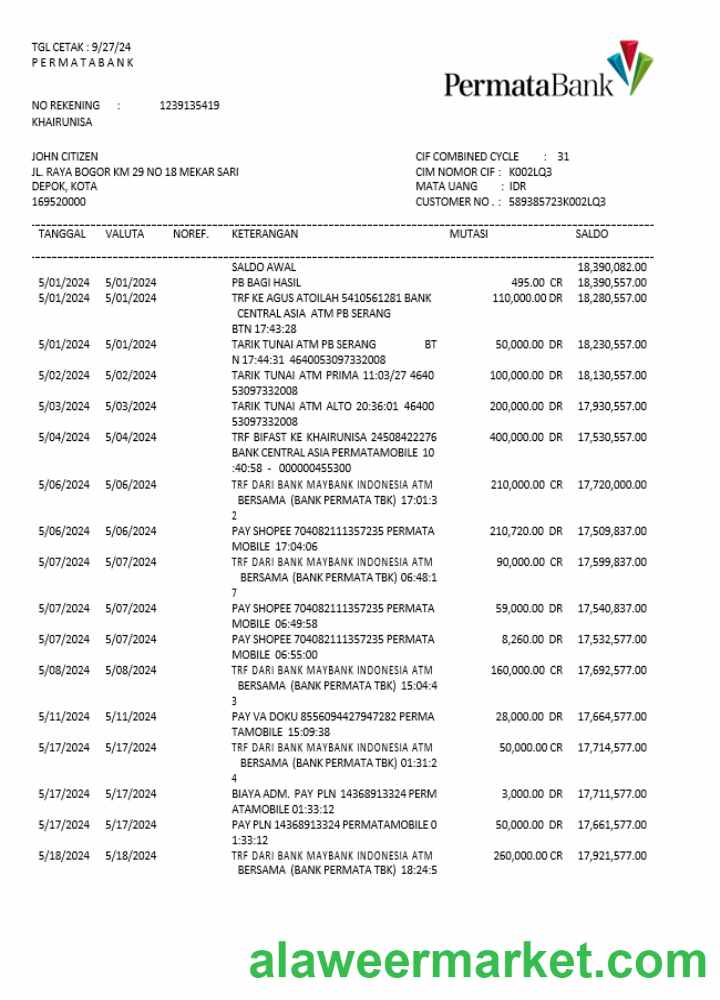 TGL CETAK : 9/27/24
P E R M A T A B A N K
PermataBank
NO REKENING : 1239135419
KHAIRUNISA
JOHN CITIZEN CIF COMBINED CYCLE : 31
JL. RAYA BOGOR KM 29 NO 18 MEKAR SARI CIM NOMOR CIF : K002LQ3
DEPOK, KOTA MATA UANG : IDR
169520000 CUSTOMER NO . : 589385723K002LQ3
TANGGAL VALUTA NOREF. KETERANGAN MUTASI SALDO
SALDO AWAL 18,390,082.00
5/01/2024 5/01/2024 PB BAGI HASIL 495.00 CR 18,390,557.00
5/01/2024 5/01/2024 TRF KE AGUS ATOILAH 5410561281 BANK 110,000.00 DR 18,280,557.00
CENTRAL ASIA ATM PB SERANG
BTN 17:43:28
5/01/2024 5/01/2024 TARIK TUNAI ATM PB SERANG BT 50,000.00 DR 18,230,557.00
N 17:44:31 4640053097332008
5/02/2024 5/02/2024 TARIK TUNAI ATM PRIMA 11:03/27 4640 100,000.00 DR 18,130,557.00
53097332008
5/03/2024 5/03/2024 TARIK TUNAI ATM ALTO 20:36:01 46400 200,000.00 DR 17,930,557.00
53097332008
5/04/2024 5/04/2024 TRF BIFAST KE KHAIRUNISA 24508422276 400,000.00 DR 17,530,557.00
BANK CENTRAL ASIA PERMATAMOBILE 10
:40:58 - 000000455300
5/06/2024 5/06/2024 TRF DARI BANK MAYBANK INDONESIA ATM 210,000.00 CR 17,720,000.00
BERSAMA (BANK PERMATA TBK) 17:01:3
2
5/06/2024 5/06/2024 PAY SHOPEE 704082111357235 PERMATA 210,720.00 DR 17,509,837.00
MOBILE 17:04:06
5/07/2024 5/07/2024 TRF DARI BANK MAYBANK INDONESIA ATM 90,000.00 CR 17,599,837.00
BERSAMA (BANK PERMATA TBK) 06:48:1
7
5/07/2024 5/07/2024 PAY SHOPEE 704082111357235 PERMATA 59,000.00 DR 17,540,837.00
MOBILE 06:49:58
5/07/2024 5/07/2024 PAY SHOPEE 704082111357235 PERMATA 8,260.00 DR 17,532,577.00
MOBILE 06:55:00
5/08/2024 5/08/2024 TRF DARI BANK MAYBANK INDONESIA ATM 160,000.00 CR 17,692,577.00
BERSAMA (BANK PERMATA TBK) 15:04:4
3
5/11/2024 5/11/2024 PAY VA DOKU 8556094427947282 PERMA 28,000.00 DR 17,664,577.00
TAMOBILE 15:09:38
5/17/2024 5/17/2024 TRF DARI BANK MAYBANK INDONESIA ATM 50,000.00 CR 17,714,577.00
BERSAMA (BANK PERMATA TBK) 01:31:2
4
5/17/2024 5/17/2024 BIAYA ADM. PAY PLN 14368913324 PERM 3,000.00 DR 17,711,577.00
ATAMOBILE 01:33:12
5/17/2024 5/17/2024 PAY PLN 14368913324 PERMATAMOBILE 0 50,000.00 DR 17,661,577.00
1:33:12
5/18/2024 5/18/2024 TRF DARI BANK MAYBANK INDONESIA ATM 260,000.00 CR 17,921,577.00
BERSAMA (BANK PERMATA TBK) 18:24:5
alaweermarket.com